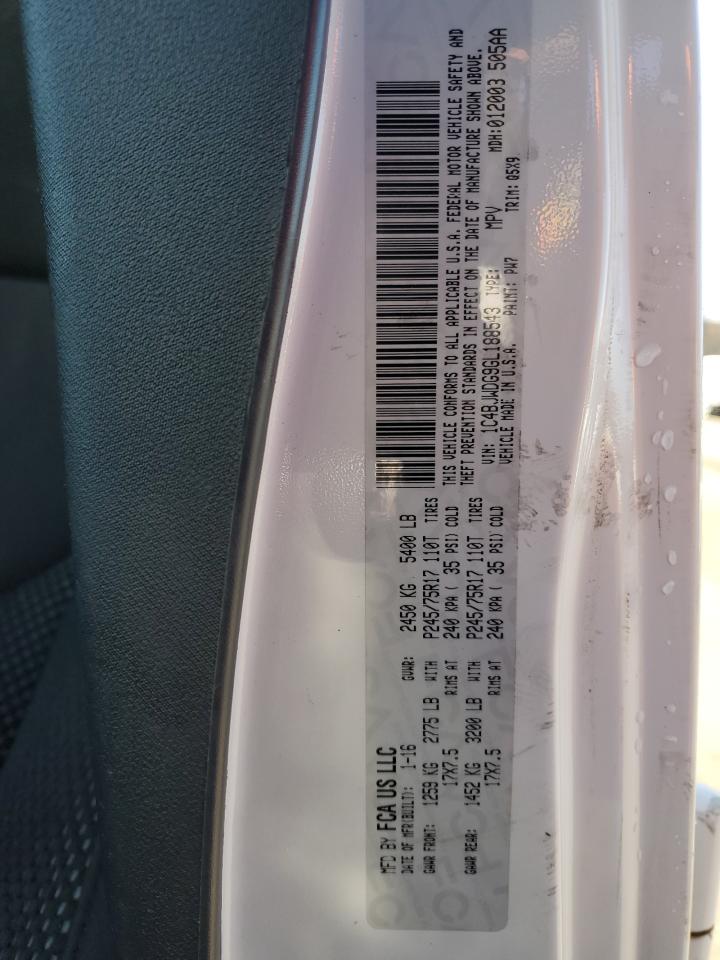 MFD BY FCA US LLC
DATE OF MFR(BUILT): 1-16 GVWR: 2450 KG 5400 LB
GAWR FRONT: 1259 KG 2775 LB WITH P245/75R17 110T TIRES
17X7.5 RIMS AT 240 KPA ( 35 PSI) COLD
GAWR REAR: 1452 KG 3200 LB WITH P245/75R17 110T TIRES
17X7.5 RIMS AT 240 KPA ( 35 PSI) COLD
THIS VEHICLE CONFORMS TO ALL APPLICABLE U.S.A. FEDERAL MOTOR VEHICLE SAFETY AND
THEFT PREVENTION STANDARDS IN EFFECT ON THE DATE OF MANUFACTURE SHOWN ABOVE.
VIN: 1C4BJWDG9GL188543 TYPE: MPV MDH:012003 505AA
VEHICLE MADE IN U.S.A. PAINT: PW7 TRIM: Q5X9